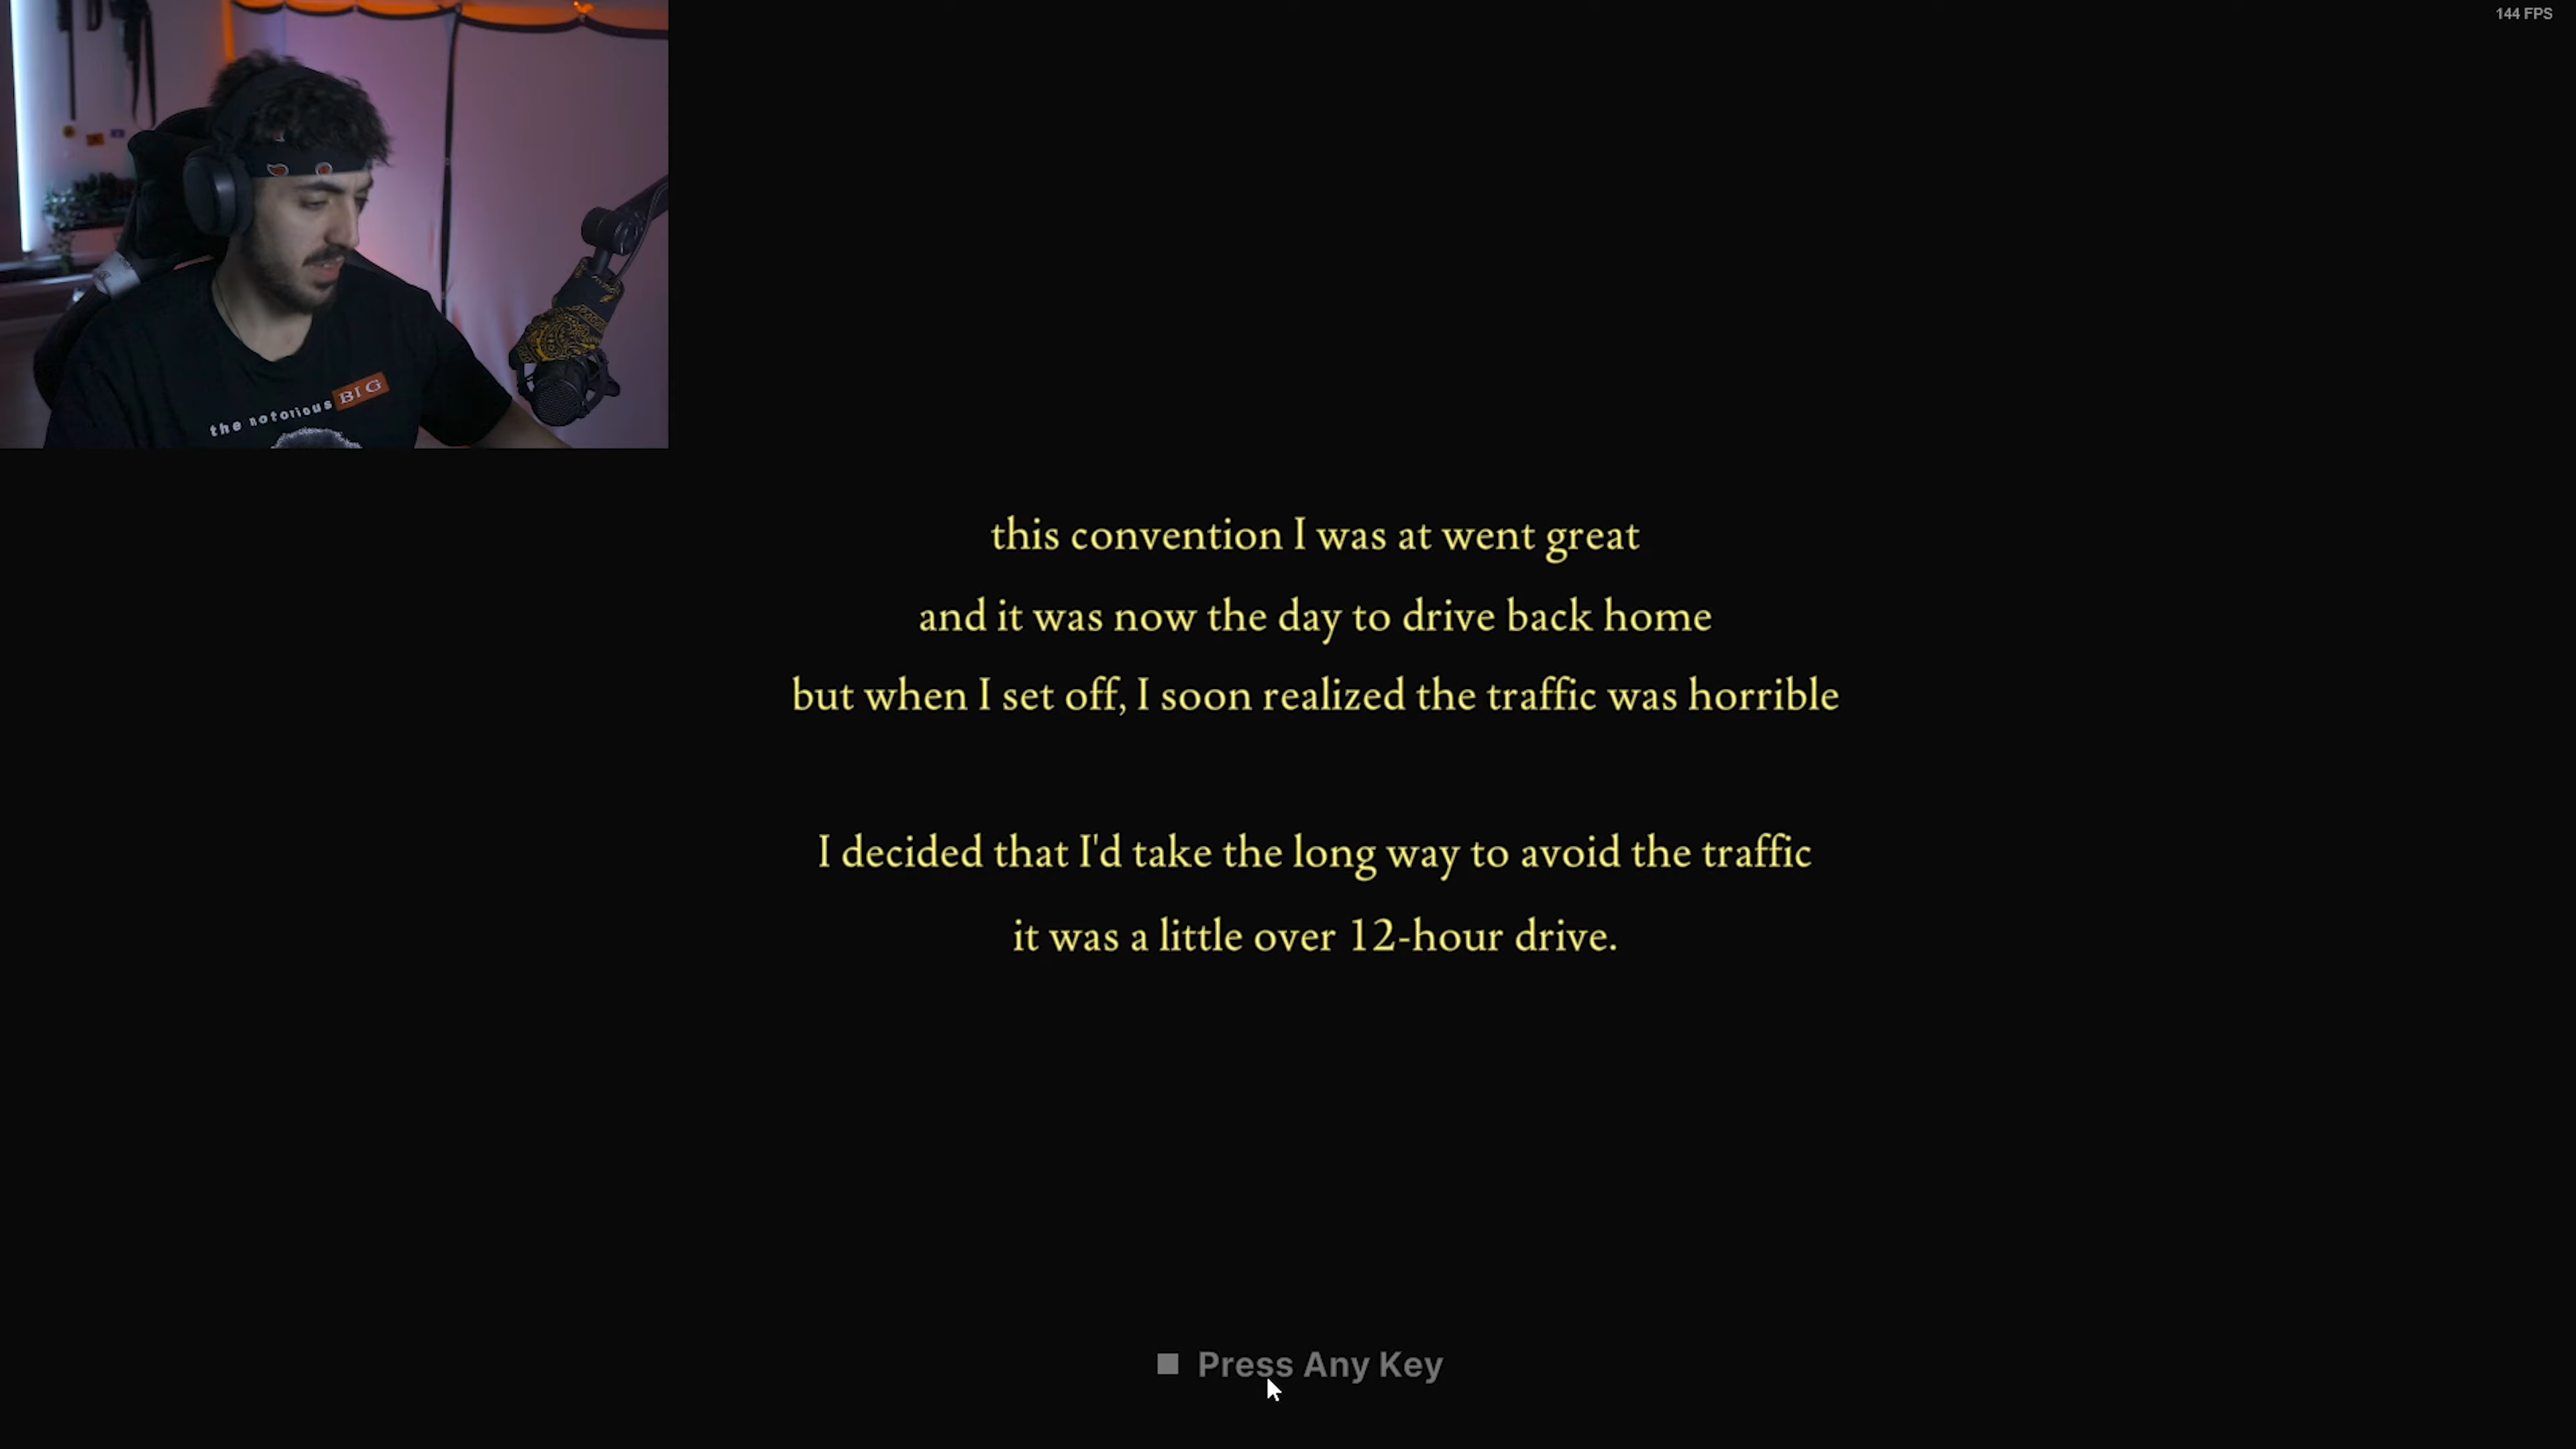 144 FPS
the notorious BIG
this convention I was at went great
and it was now the day to drive back home
but when I set off, I soon realized the traffic was horrible
I decided that I'd take the long way to avoid the traffic
it was a little over 12-hour drive.
Press Any Key